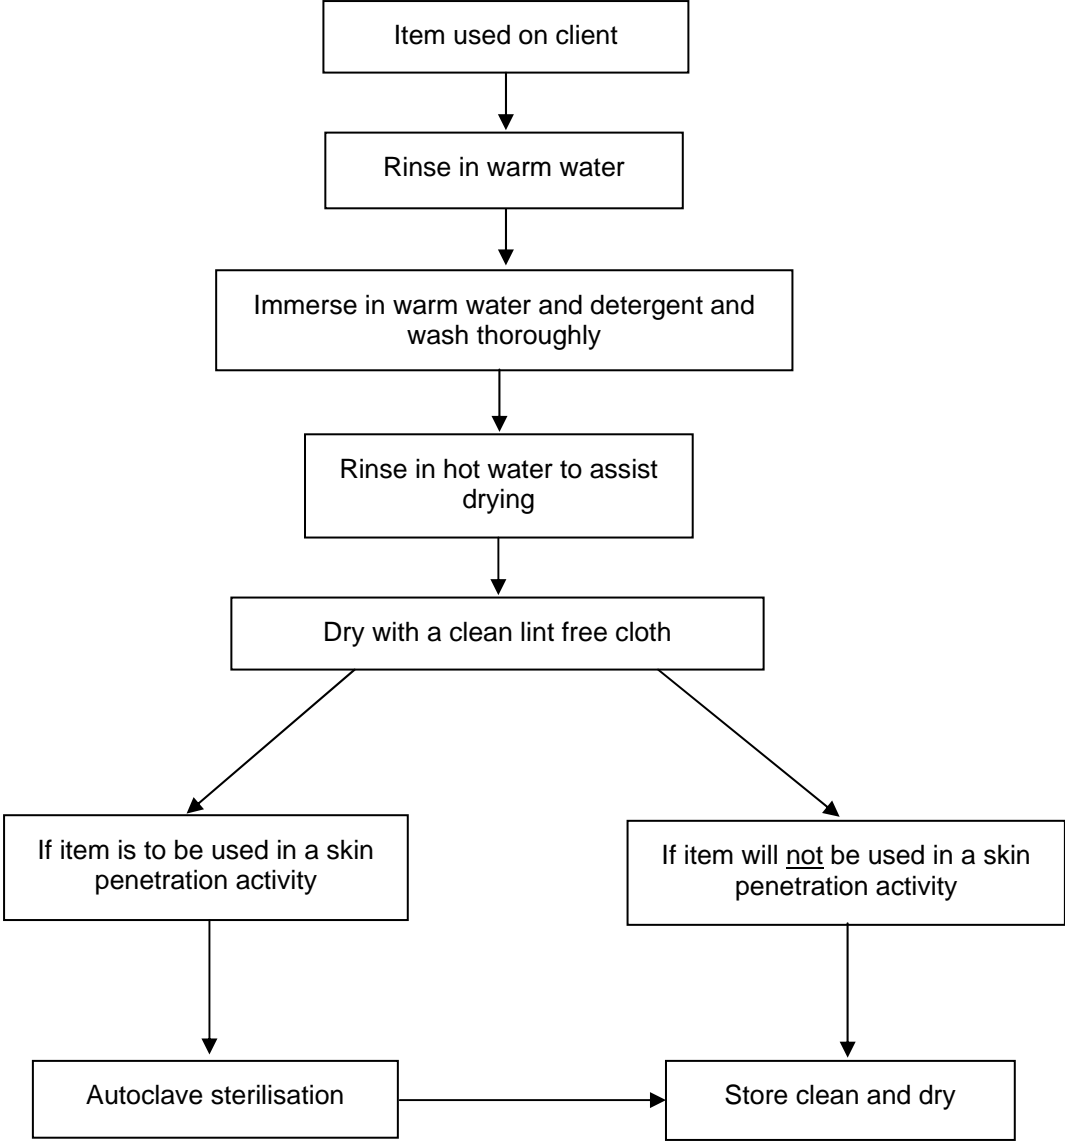 Item used on client
Rinse in warm water
Immerse in warm water and detergent and
wash thoroughly
Rinse in hot water to assist
drying
Dry with a clean lint free cloth
If item is to be used in a skin
penetration activity
If item will not be used in a skin
penetration activity
Autoclave sterilisation
Store clean and dry